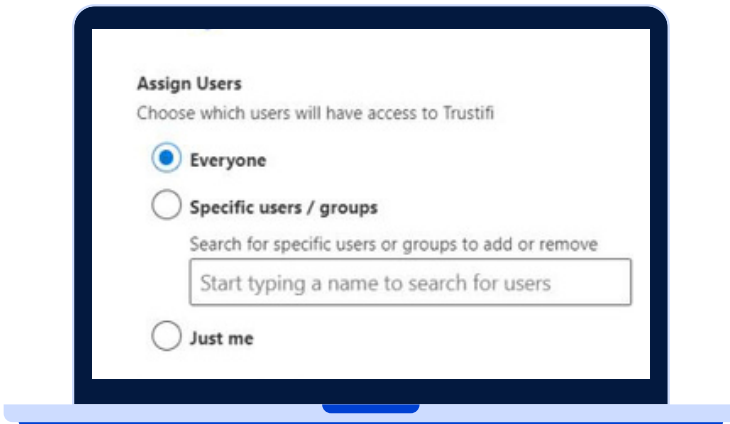 Assign Users
Choose which users will have access to Trustifi
Everyone
Specific users / groups
Search for specific users or groups to add or remove
Start typing a name to search for users
Just me